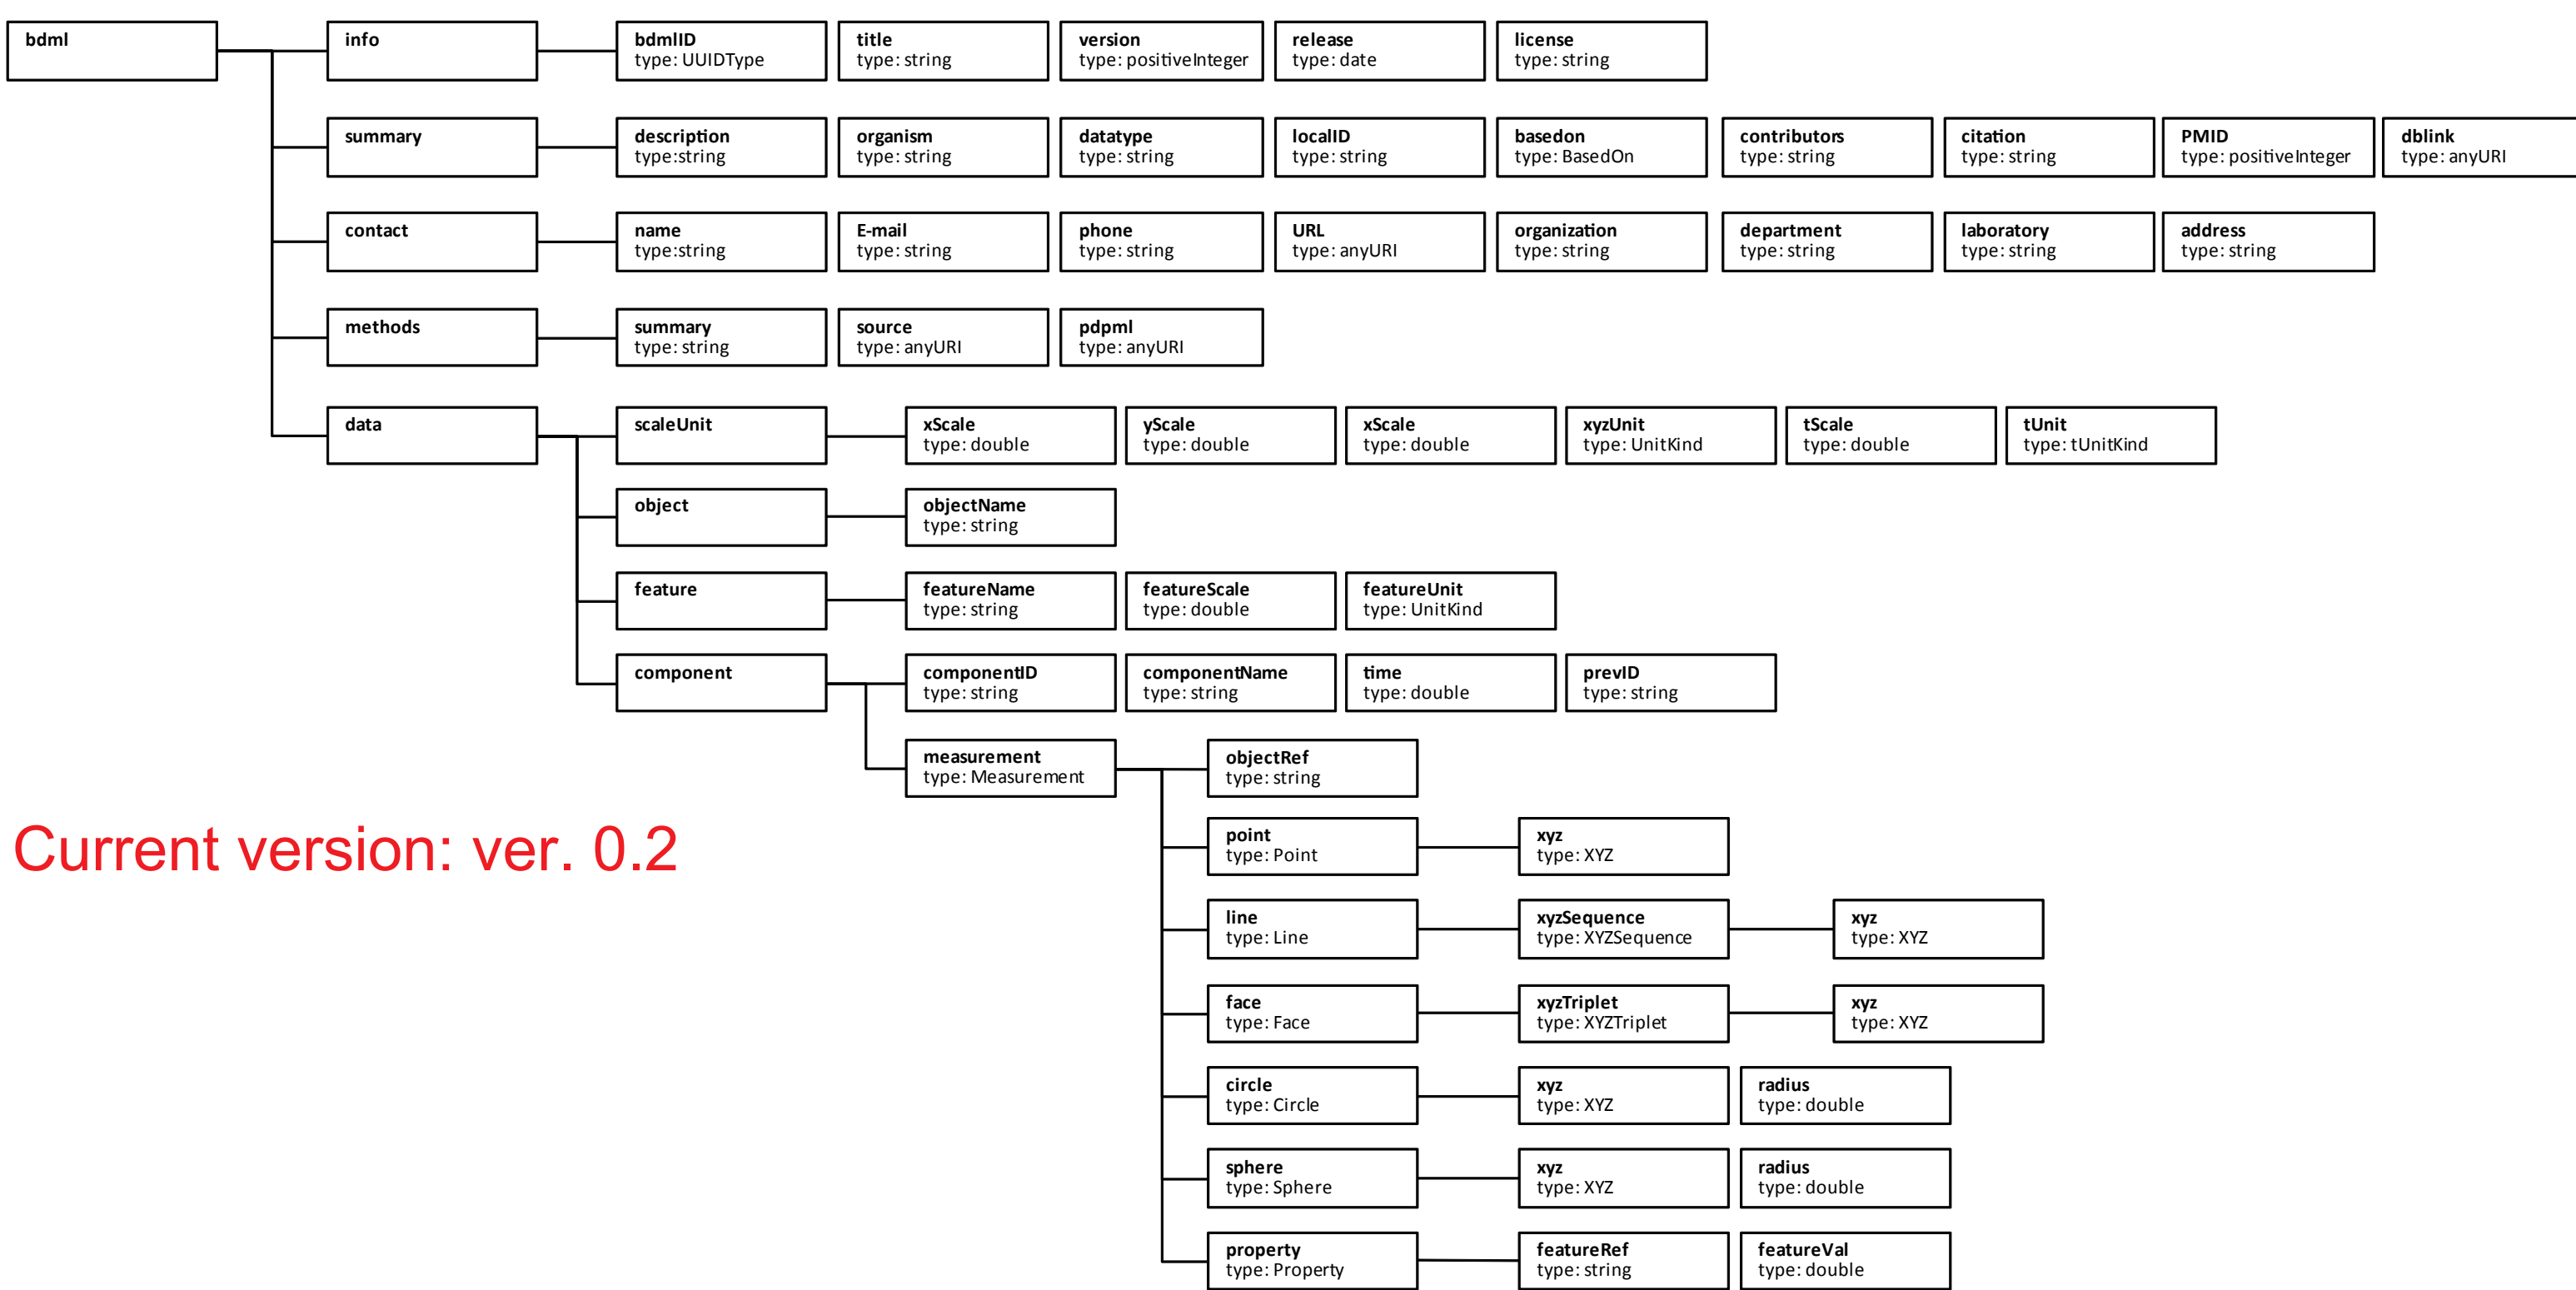 bdml
info
bdmlID
type: UUIDType
title
type: string
version
type: positiveInteger
release
type: date
license
type: string
summary
description
type:string
organism
type: string
datatype
type: string
localID
type: string
basedon
type: BasedOn
contributors
type: string
citation
type: string
PMID
type: positiveInteger
dblink
type: anyURI
contact
name
type:string
E-mail
type: string
phone
type: string
URL
type: anyURI
organization
type: string
department
type: string
laboratory
type: string
address
type: string
methods
summary
type: string
source
type: anyURI
pdpml
type: anyURI
data
scaleUnit
xScale
type: double
yScale
type: double
xScale
type: double
xyzUnit
type: UnitKind
tScale
type: double
tUnit
type: tUnitKind
object
objectName
type: string
feature
featureName
type: string
featureScale
type: double
featureUnit
type: UnitKind
component
componentID
type: string
componentName
type: string
time
type: double
prevID
type: string
measurement
type: Measurement
objectRef
type: string
point
type: Point
xyz
type: XYZ
Current version: ver. 0.2
line
type: Line
xyzSequence
type: XYZSequence
xyz
type: XYZ
face
type: Face
xyzTriplet
type: XYZTriplet
xyz
type: XYZ
circle
type: Circle
xyz
type: XYZ
radius
type: double
sphere
type: Sphere
xyz
type: XYZ
radius
type: double
property
type: Property
featureRef
type: string
featureVal
type: double